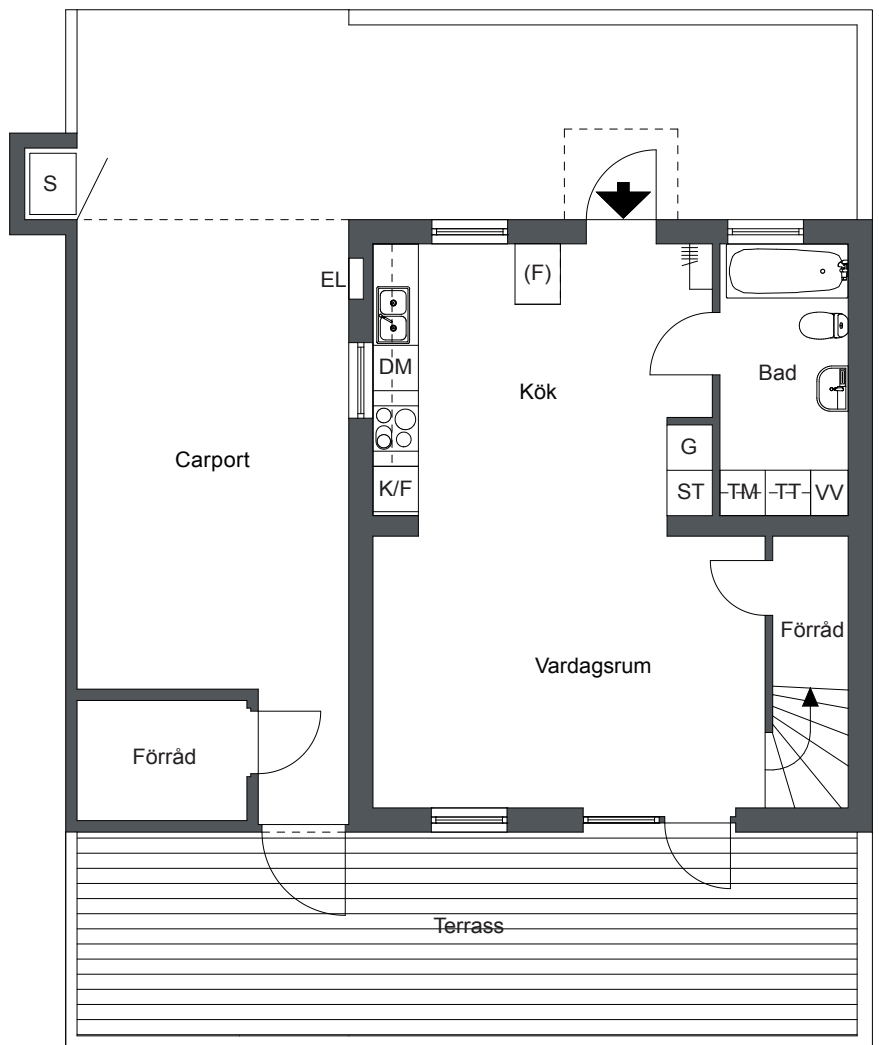 S
EL
(F)
DM
Kök
Bad
Carport
G
K/F
ST
TM
TT
VV
Förråd
Vardagsrum
Förråd
Terrass